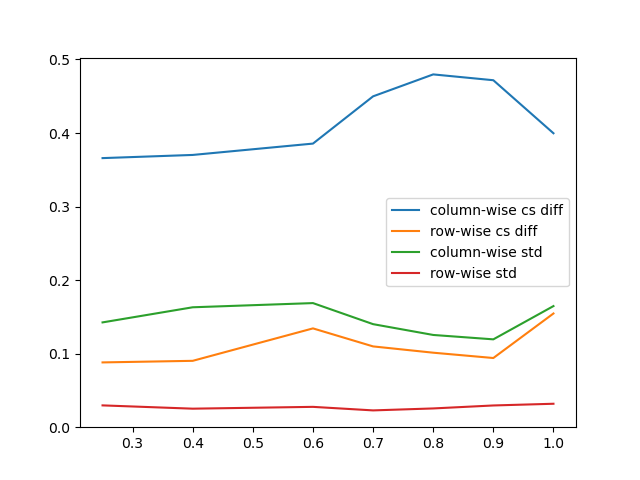 0.5
0.4
0.3
0.2
0.1
0.0
column-wise cs diff
row-wise cs diff
column-wise std
row-wise std
0.3 0.4 0.5 0.6 0.7 0.8 0.9 1.0